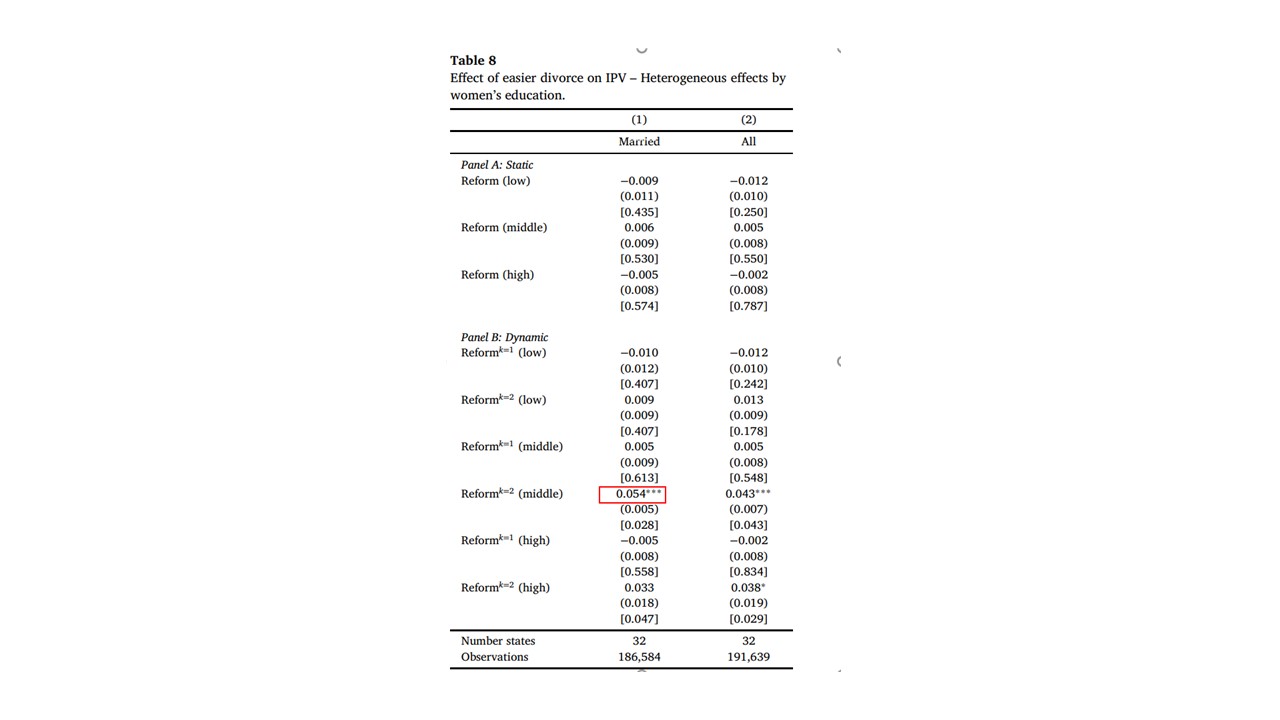 Table 8
Effect of easier divorce on IPV – Heterogeneous effects by
women's education.
(1) (2)
Married All
Panel A: Static
Reform (low) −0.009 −0.012
(0.011) (0.010)
[0.435] [0.250]
Reform (middle) 0.006 0.005
(0.009) (0.008)
[0.530] [0.550]
Reform (high) −0.005 −0.002
(0.008) (0.008)
[0.574] [0.787]
Panel B: Dynamic
Reformᵏ⁼¹ (low) −0.010 −0.012
(0.012) (0.010)
[0.407] [0.242]
Reformᵏ⁼² (low) 0.009 0.013
(0.009) (0.009)
[0.407] [0.178]
Reformᵏ⁼¹ (middle) 0.005 0.005
(0.009) (0.008)
[0.613] [0.548]
Reformᵏ⁼² (middle) 0.054*** 0.043***
(0.005) (0.007)
[0.028] [0.043]
Reformᵏ⁼¹ (high) −0.005 −0.002
(0.008) (0.008)
[0.558] [0.834]
Reformᵏ⁼² (high) 0.033 0.038*
(0.018) (0.019)
[0.047] [0.029]
Number states 32 32
Observations 186,584 191,639